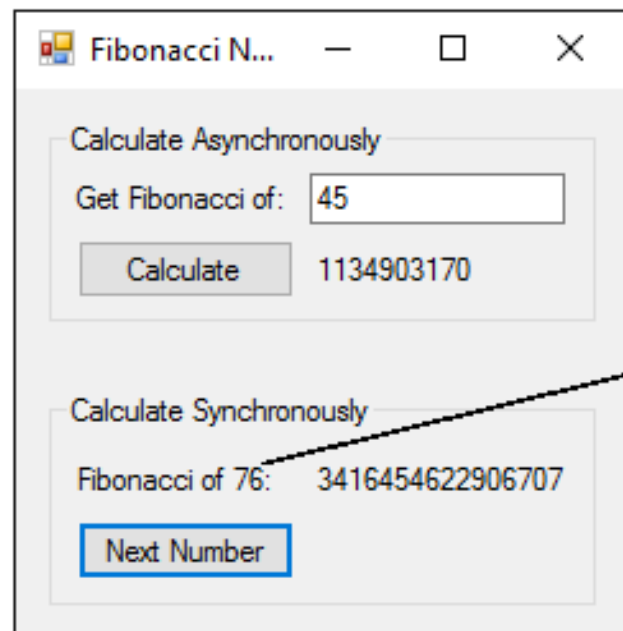 Fibonacci N...
Calculate Asynchronously
Get Fibonacci of: 45
Calculate 1134903170
Calculate Synchronously
Fibonacci of 76: 3416454622906707
Next Number